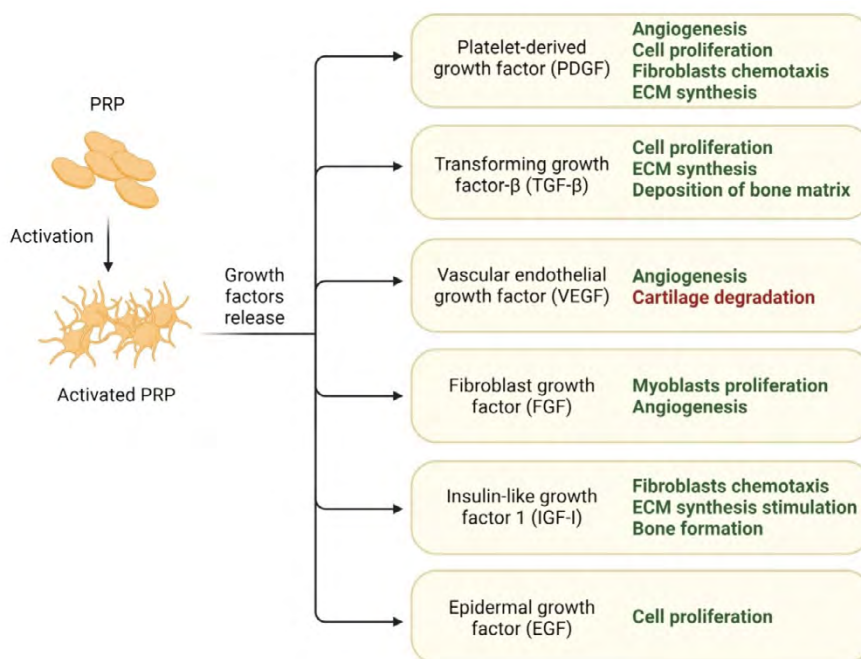 PRP
Activation
Activated PRP
Growth
factors
release
Platelet-derived
growth factor (PDGF)
Angiogenesis
Cell proliferation
Fibroblasts chemotaxis
ECM synthesis
Transforming growth
factor-β (TGF-β)
Cell proliferation
ECM synthesis
Deposition of bone matrix
Vascular endothelial
growth factor (VEGF)
Angiogenesis
Cartilage degradation
Fibroblast growth
factor (FGF)
Myoblasts proliferation
Angiogenesis
Insulin-like growth
factor 1 (IGF-I)
Fibroblasts chemotaxis
ECM synthesis stimulation
Bone formation
Epidermal growth
factor (EGF)
Cell proliferation